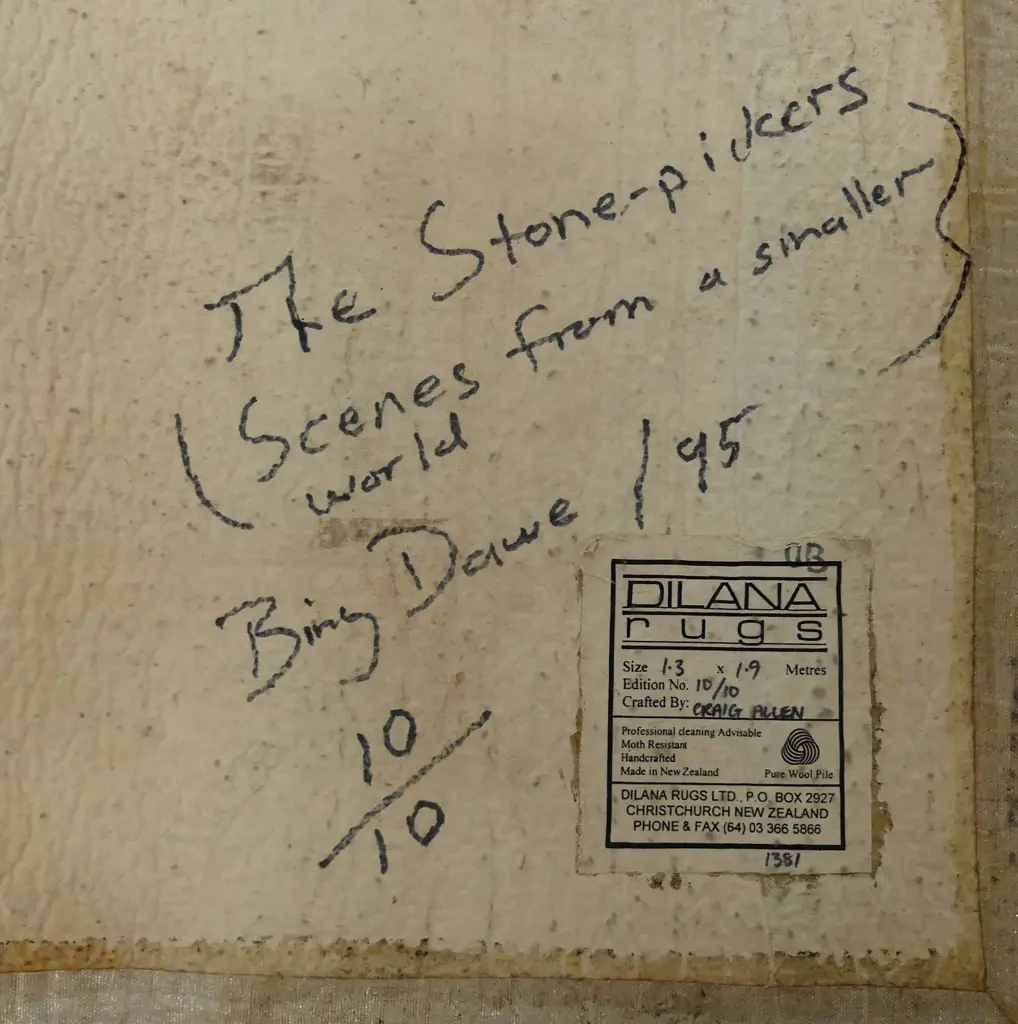 The Stone-pickers
(Scenes from a smaller
world }
Bing Dawe / 95
10
/
10
UB
DILANA
rugs
Size 1.3 x 1.9 Metres
Edition No. 10/10
Crafted By: CRAIG ALLEN
Professional cleaning Advisable
Moth Resistant
Handcrafted
Made in New Zealand
Pure Wool Pile
DILANA RUGS LTD., P.O. BOX 2927
CHRISTCHURCH NEW ZEALAND
PHONE & FAX (64) 03 366 5866
1381